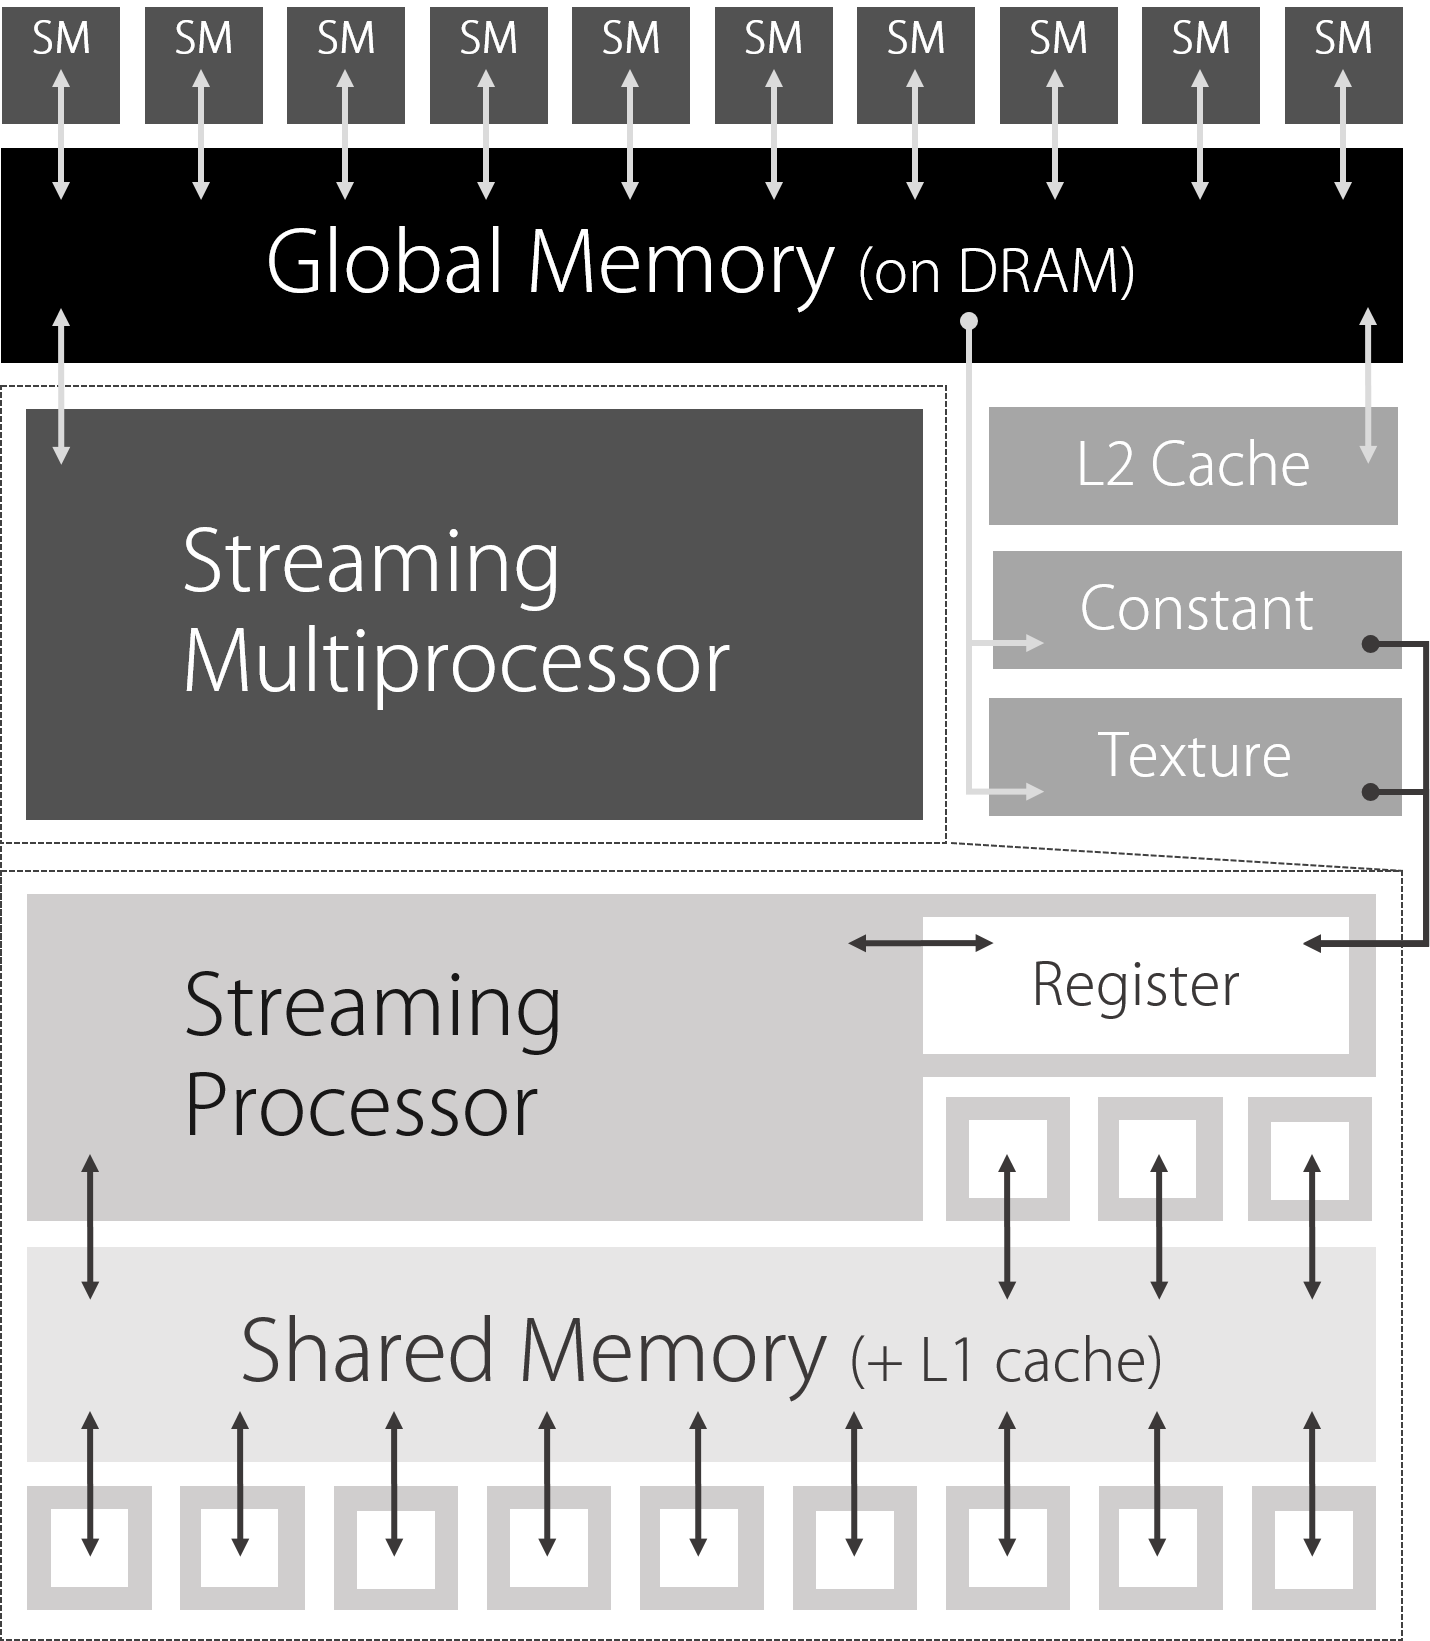 SM SM SM SM SM SM SM SM SM SM
Global Memory (on DRAM)
L2 Cache
Streaming
Multiprocessor
Constant
Texture
Streaming
Processor
Register
Shared Memory (+ L1 cache)